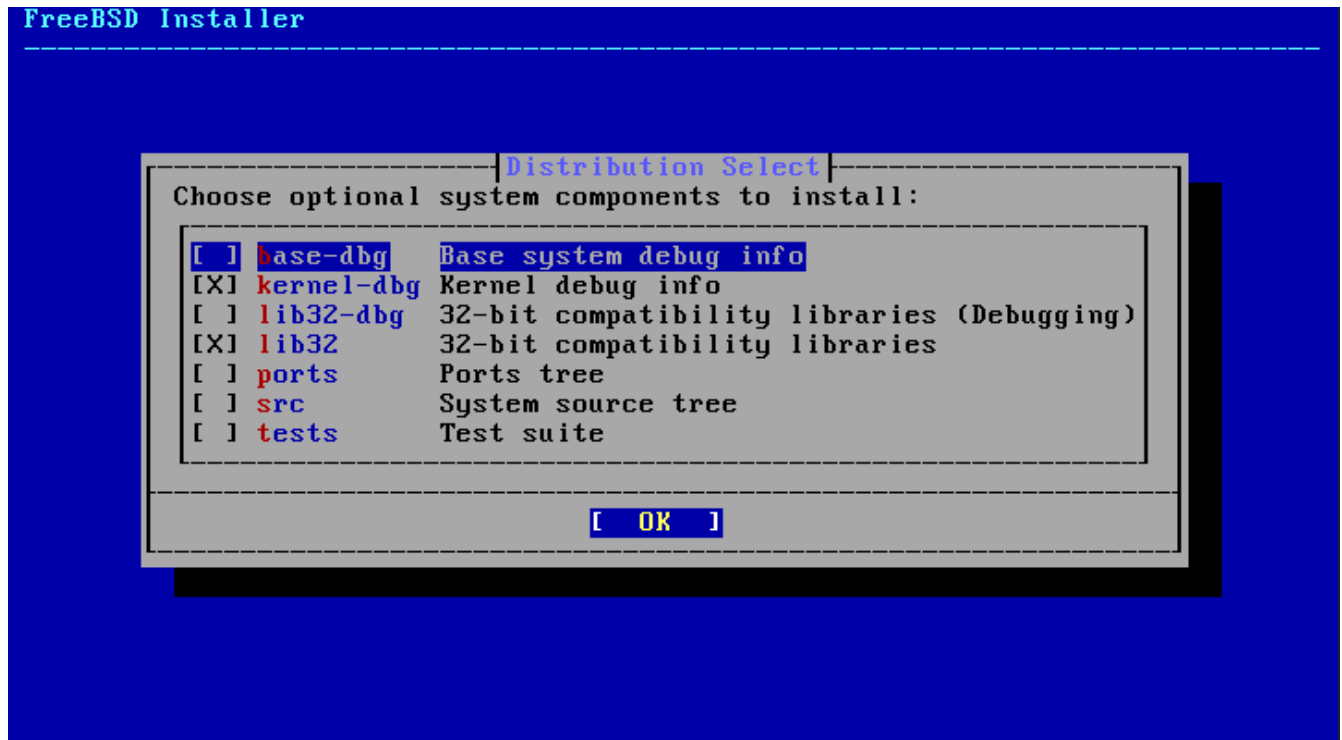 FreeBSD Installer
Distribution Select
Choose optional system components to install:
[ ] base-dbg Base system debug info
[X] kernel-dbg Kernel debug info
[ ] lib32-dbg 32-bit compatibility libraries (Debugging)
[X] lib32 32-bit compatibility libraries
[ ] ports Ports tree
[ ] src System source tree
[ ] tests Test suite
[ OK ]